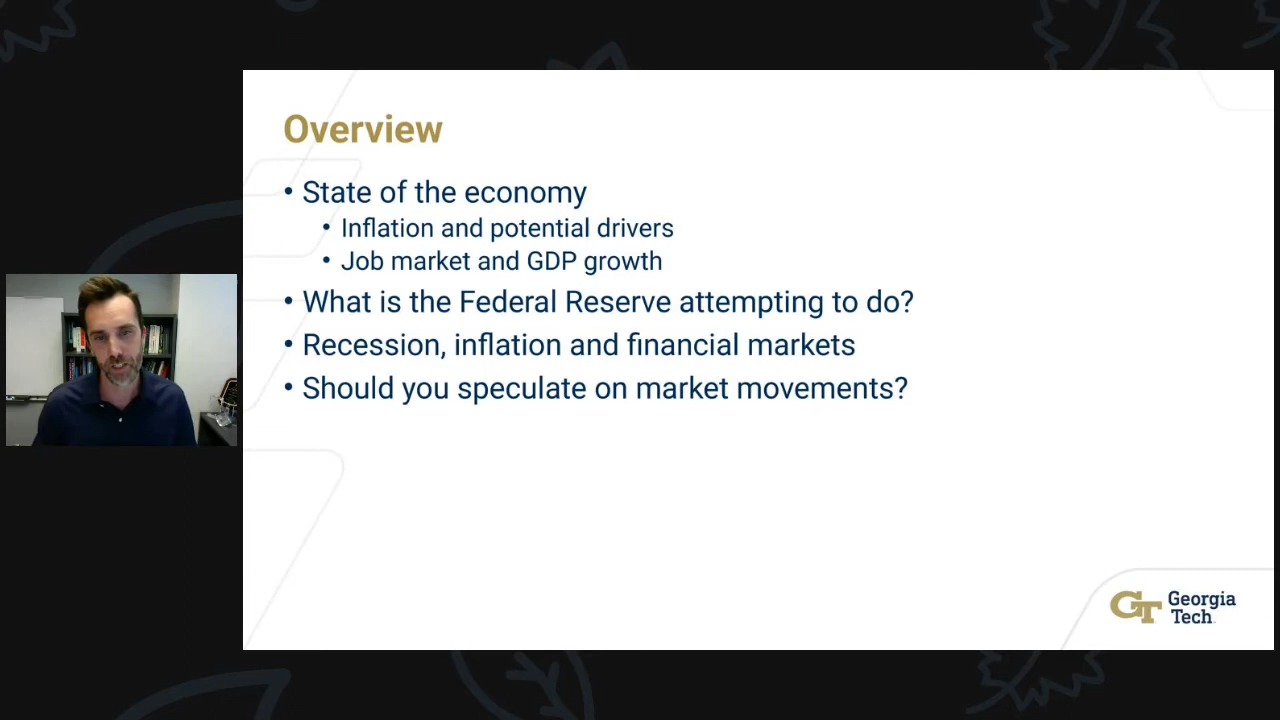 Overview
• State of the economy
• Inflation and potential drivers
• Job market and GDP growth
• What is the Federal Reserve attempting to do?
• Recession, inflation and financial markets
• Should you speculate on market movements?
GT Georgia
Tech